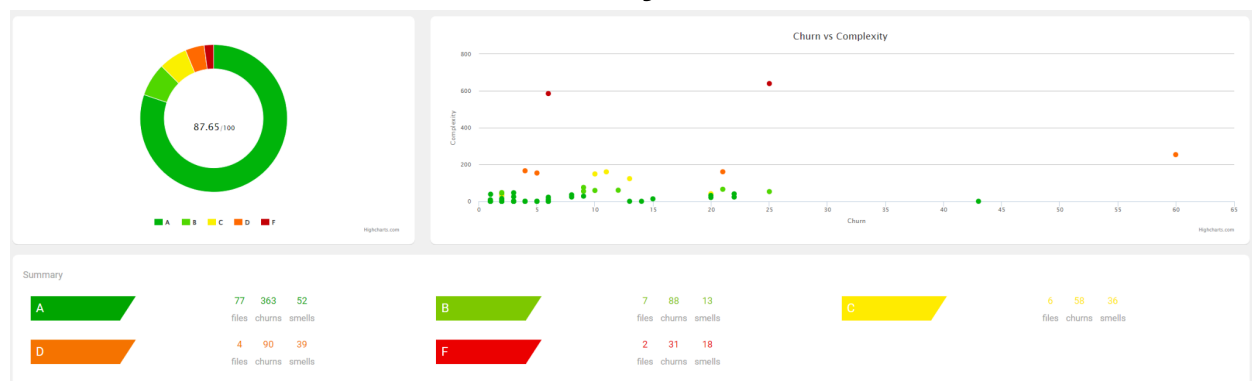 87.65/100
A B C D F
Highcharts.com
Churn vs Complexity
800
600
400
200
0
Complexity
0 5 10 15 20 25 30 35 40 45 50 55 60 65
Churn
Highcharts.com
Summary
A
77 363 52
files churns smells
B
7 88 13
files churns smells
C
6 58 36
files churns smells
D
4 90 39
files churns smells
F
2 31 18
files churns smells